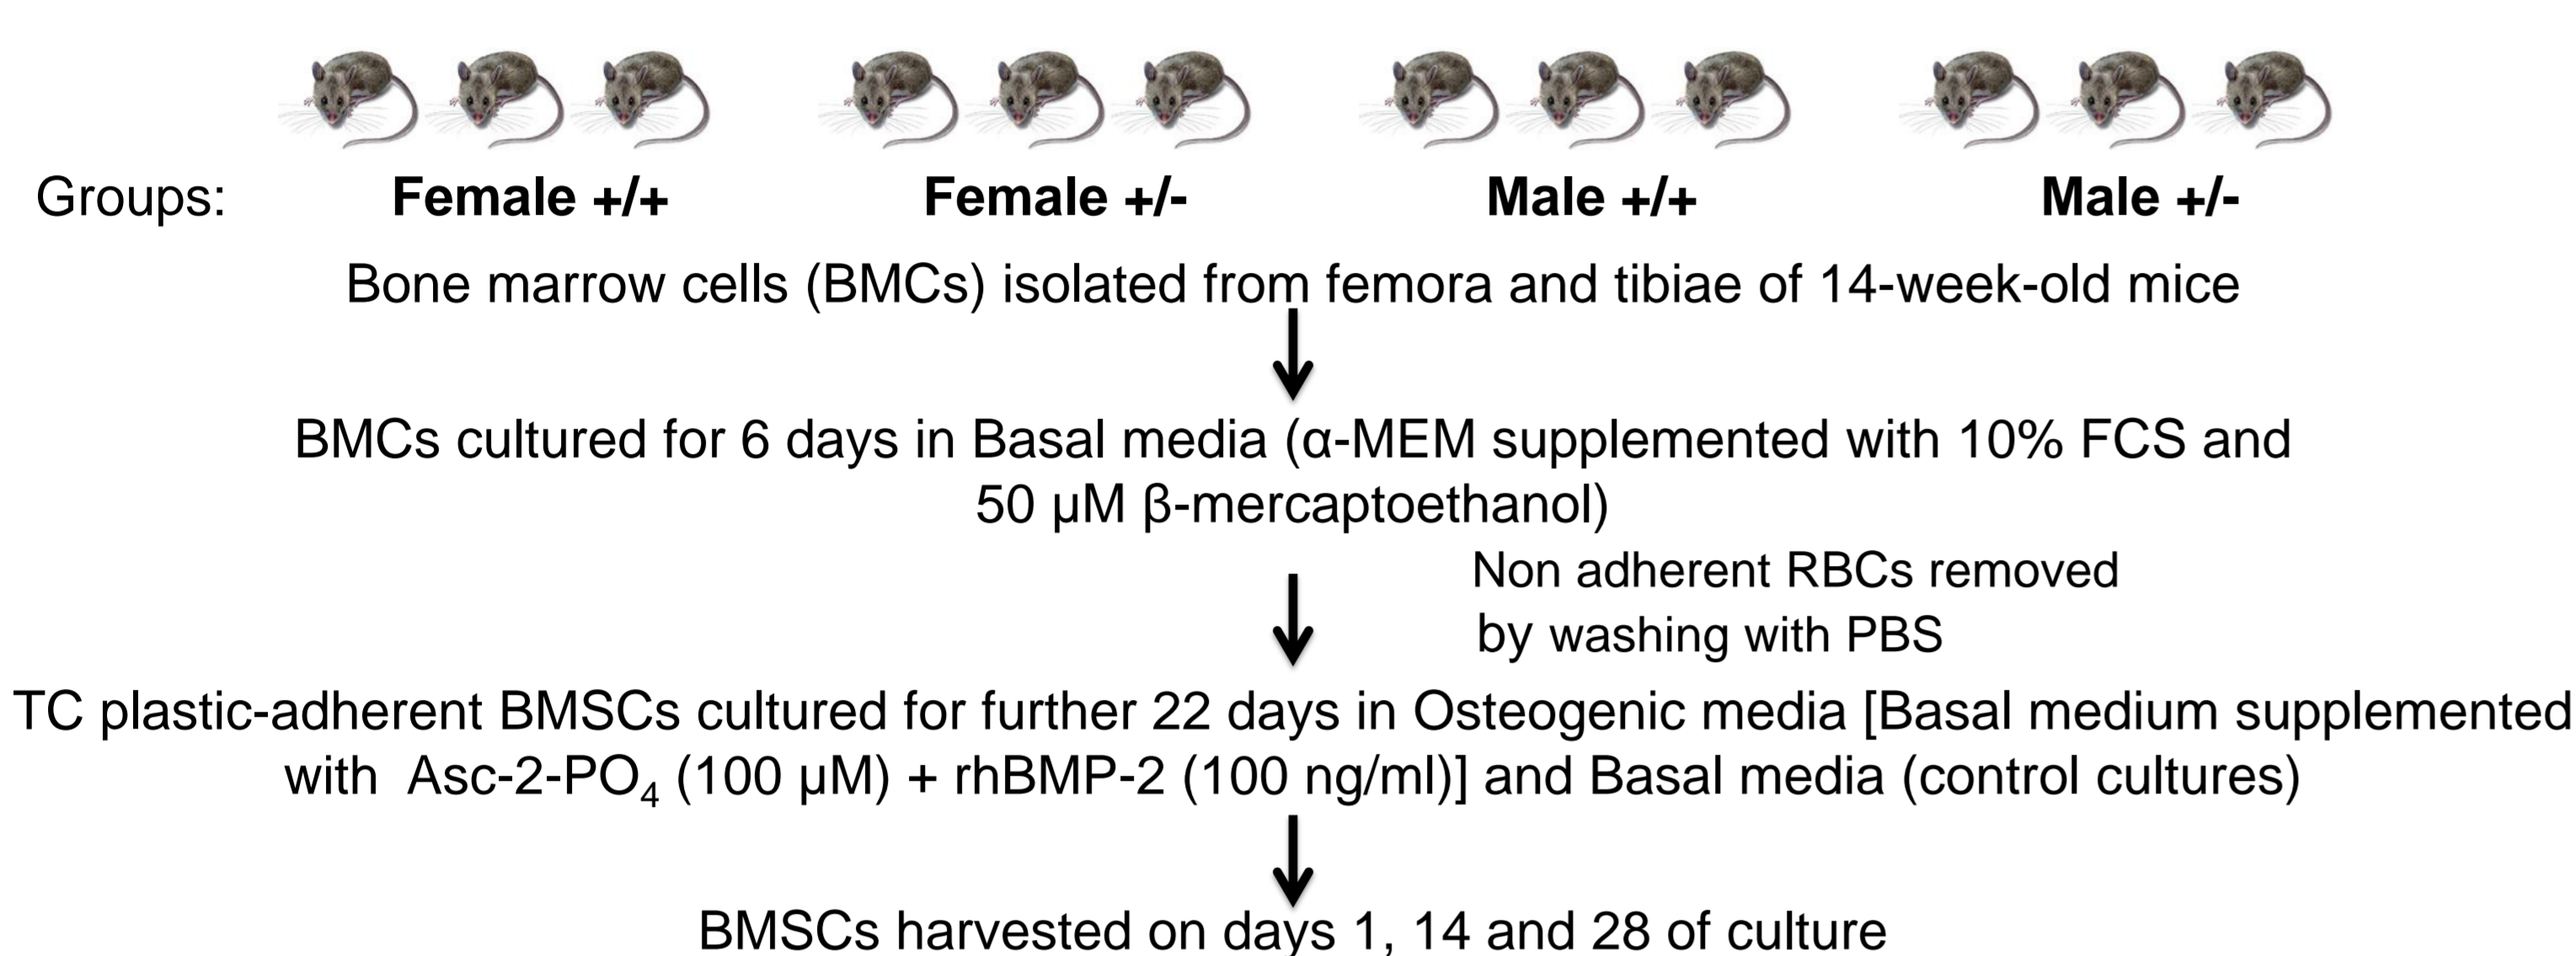 Groups: Female +/+ Female +/- Male +/+ Male +/-
Bone marrow cells (BMCs) isolated from femora and tibiae of 14-week-old mice
BMCs cultured for 6 days in Basal media (α-MEM supplemented with 10% FCS and
50 μM β-mercaptoethanol)
Non adherent RBCs removed
by washing with PBS
TC plastic-adherent BMSCs cultured for further 22 days in Osteogenic media [Basal medium supplemented
with Asc-2-PO₄ (100 μM) + rhBMP-2 (100 ng/ml)] and Basal media (control cultures)
BMSCs harvested on days 1, 14 and 28 of culture